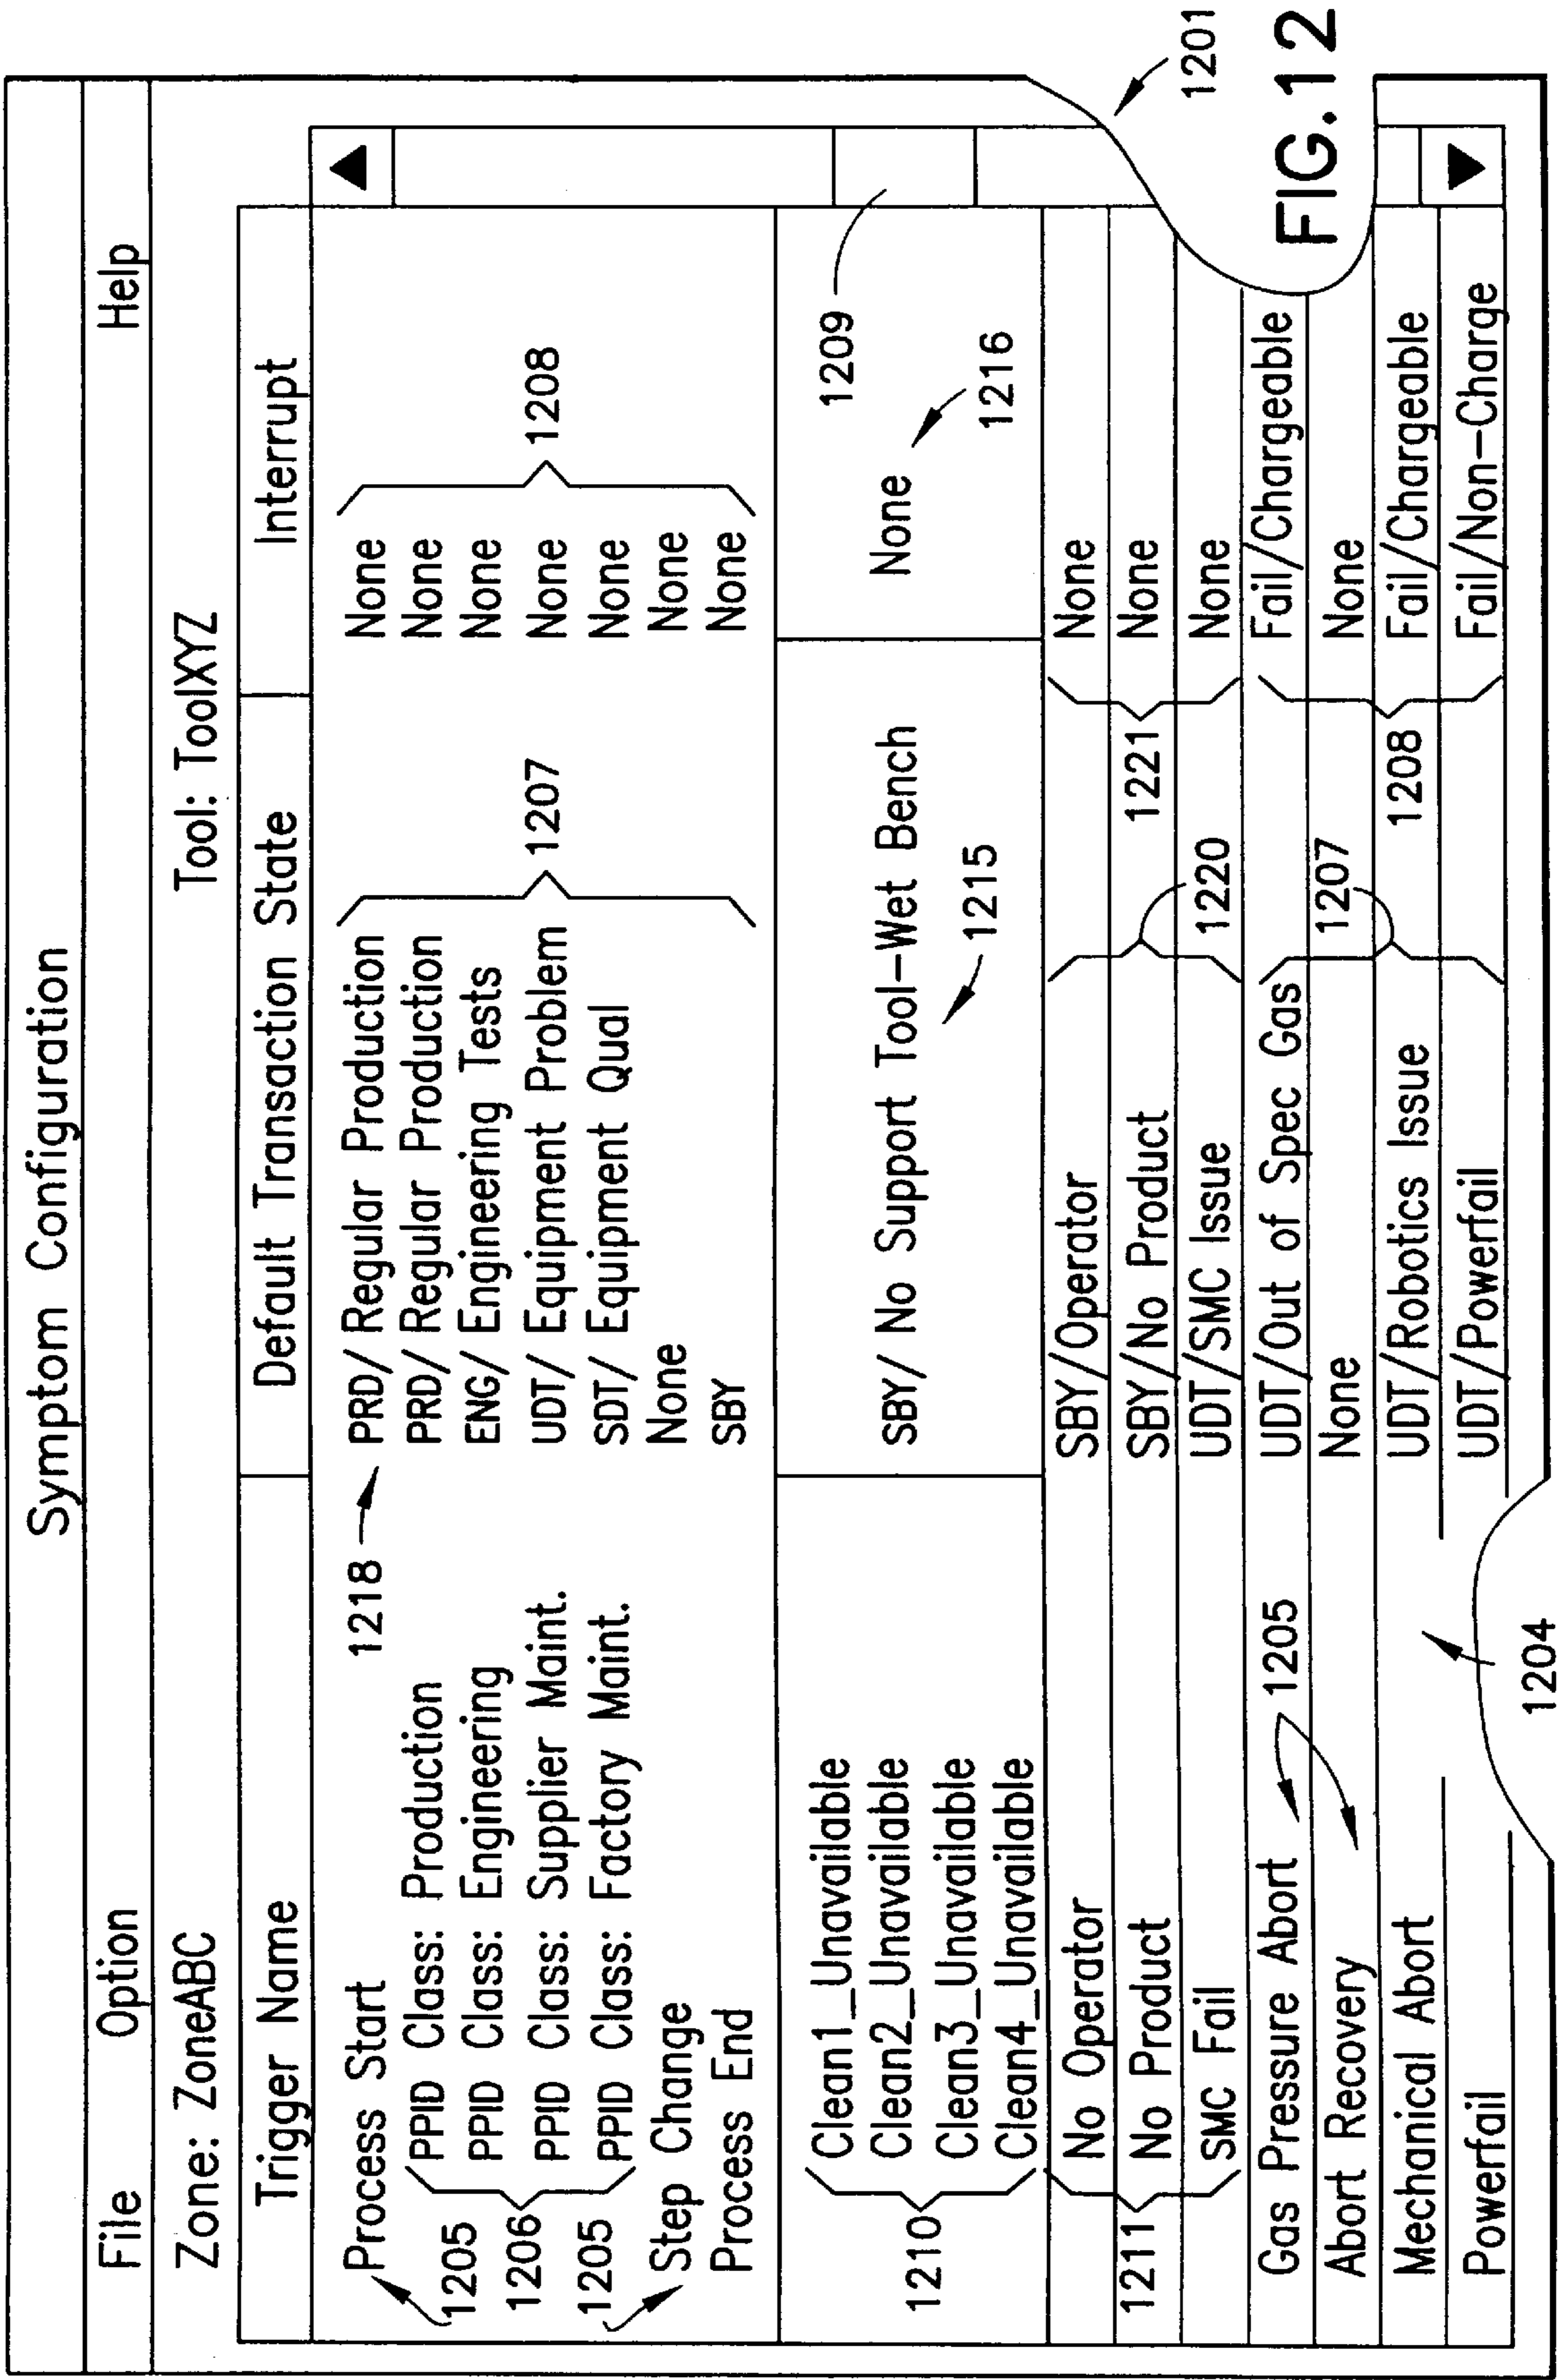 Symptom Configuration
File Option Help
Zone: ZoneABC Tool: ToolXYZ
Trigger Name Default Transaction State Interrupt
Process Start 1218 PRD/ Regular Production None
1205 PPID Class: Production PRD/ Regular Production None
PPID Class: Engineering ENG/ Engineering Tests None
1206 PPID Class: Supplier Maint. UDT/ Equipment Problem 1207 None 1208
1205 PPID Class: Factory Maint. SDT/ Equipment Qual None
Step Change None None
Process End SBY None
Clean1_Unavailable 1209
Clean2_Unavailable SBY/ No Support Tool-Wet Bench None
1210
Clean3_Unavailable 1215 1216
Clean4_Unavailable
No Operator SBY/Operator None
1211 No Product SBY/No Product 1221 None
SMC Fail UDT/SMC Issue 1220 None 1201
Gas Pressure Abort 1205 UDT/Out of Spec Gas Fail/Chargeable
Abort Recovery None 1207 None
FIG.12
Mechanical Abort UDT/Robotics Issue 1208 Fail/Chargeable
Powerfail UDT/Powerfail Fail/Non-Charge
1204